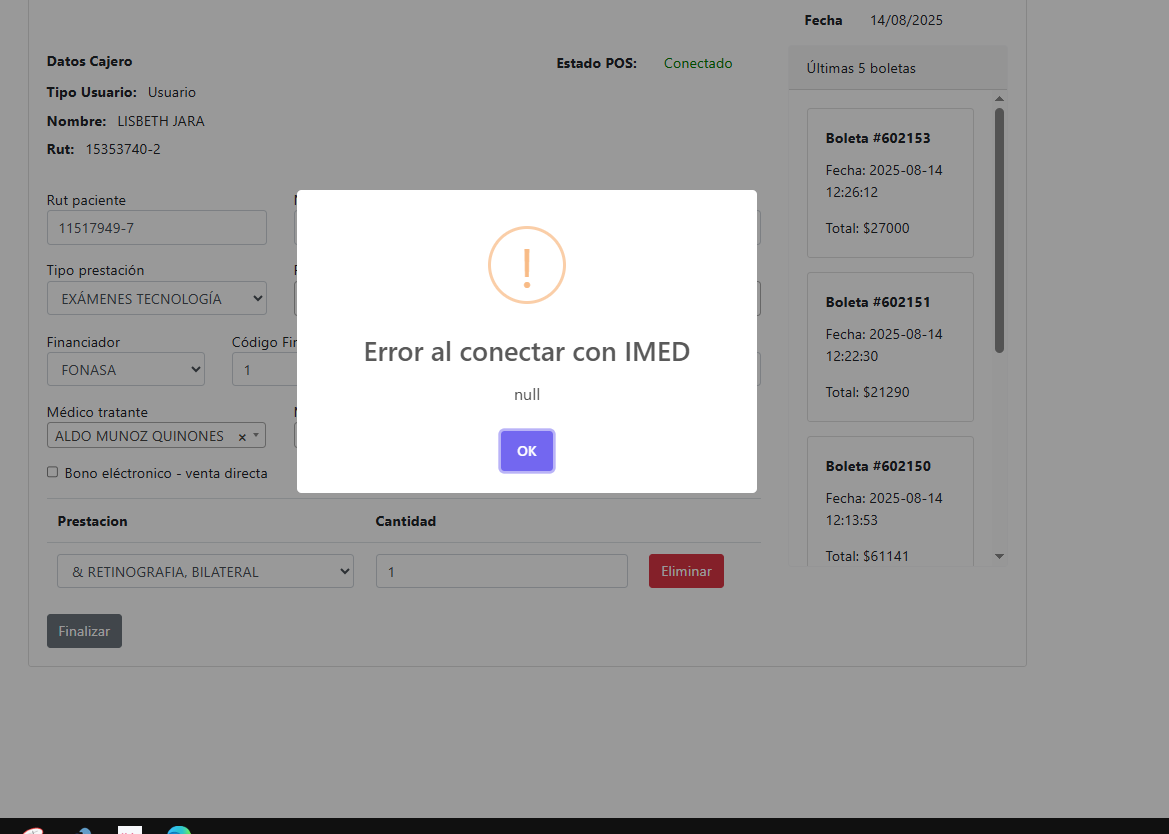 Fecha 14/08/2025
Datos Cajero
Estado POS: Conectado
Tipo Usuario: Usuario
Nombre: LISBETH JARA
Rut: 15353740-2
Rut paciente
11517949-7
Tipo prestación
EXÁMENES TECNOLOGÍA
Financiador
Código Fin
FONASA
1
Médico tratante
ALDO MUNOZ QUINONES ×
Bono eléctronico - venta directa
Error al conectar con IMED
null
OK
Prestacion Cantidad
& RETINOGRAFIA, BILATERAL 1 Eliminar
Finalizar
Últimas 5 boletas
Boleta #602153
Fecha: 2025-08-14
12:26:12
Total: $27000
Boleta #602151
Fecha: 2025-08-14
12:22:30
Total: $21290
Boleta #602150
Fecha: 2025-08-14
12:13:53
Total: $61141